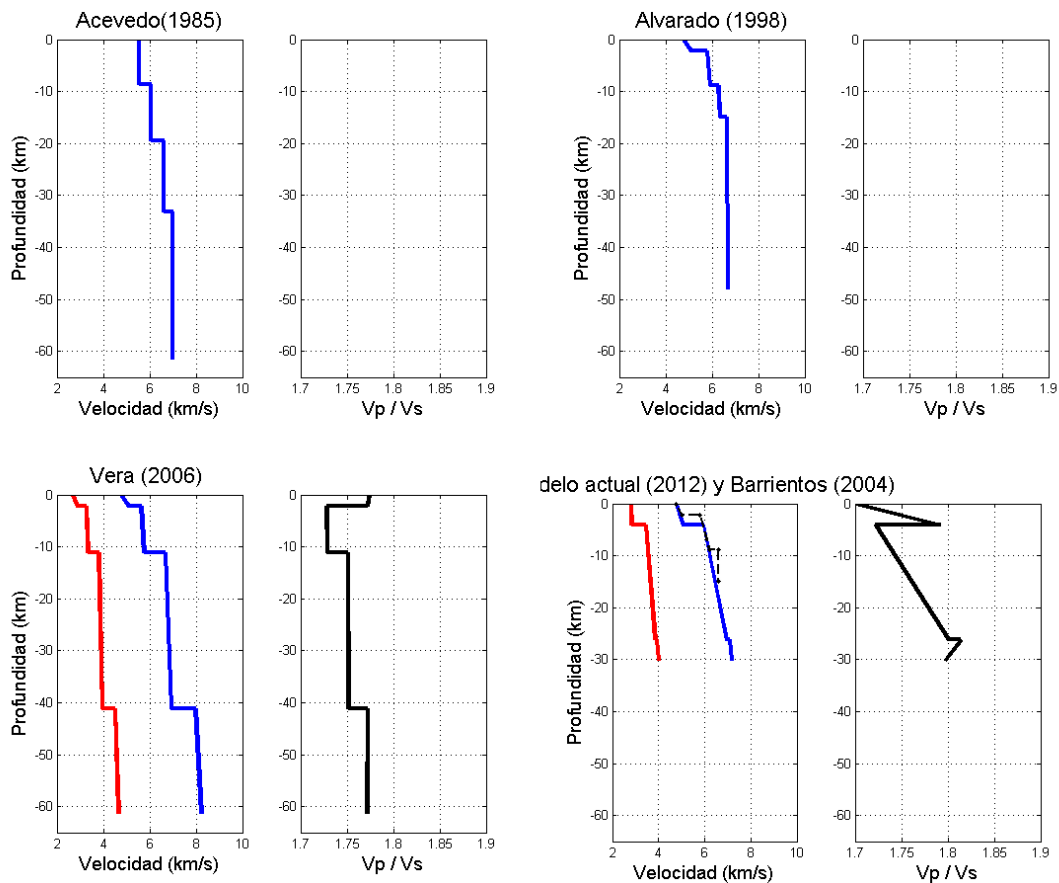 Acevedo(1985)
Profundidad (km)
0
-10
-20
-30
-40
-50
-60
2 4 6 8 10
Velocidad (km/s)
0
-10
-20
-30
-40
-50
-60
1.7 1.75 1.8 1.85 1.9
Vp / Vs
Alvarado (1998)
Profundidad (km)
0
-10
-20
-30
-40
-50
-60
2 4 6 8 10
Velocidad (km/s)
0
-10
-20
-30
-40
-50
-60
1.7 1.75 1.8 1.85 1.9
Vp / Vs
Vera (2006)
Profundidad (km)
0
-10
-20
-30
-40
-50
-60
2 4 6 8 10
Velocidad (km/s)
0
-10
-20
-30
-40
-50
-60
1.7 1.75 1.8 1.85 1.9
Vp / Vs
delo actual (2012) y Barrientos (2004)
Profundidad (km)
0
-10
-20
-30
-40
-50
-60
2 4 6 8 10
Velocidad (km/s)
0
-10
-20
-30
-40
-50
-60
1.7 1.75 1.8 1.85 1.9
Vp / Vs